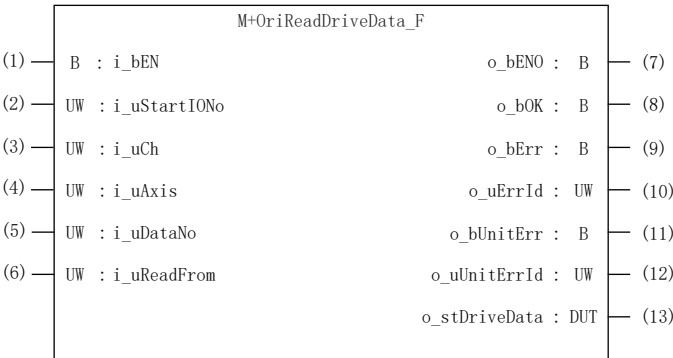 M+OriReadDriveData_F
(1) B : i_bEN o_bENO : B (7)
(2) UW : i_uStartIONo o_bOK : B (8)
(3) UW : i_uCh o_bErr : B (9)
(4) UW : i_uAxis o_uErrId : UW (10)
(5) UW : i_uDataNo o_bUnitErr : B (11)
(6) UW : i_uReadFrom o_uUnitErrId : UW (12)
o_stDriveData : DUT (13)